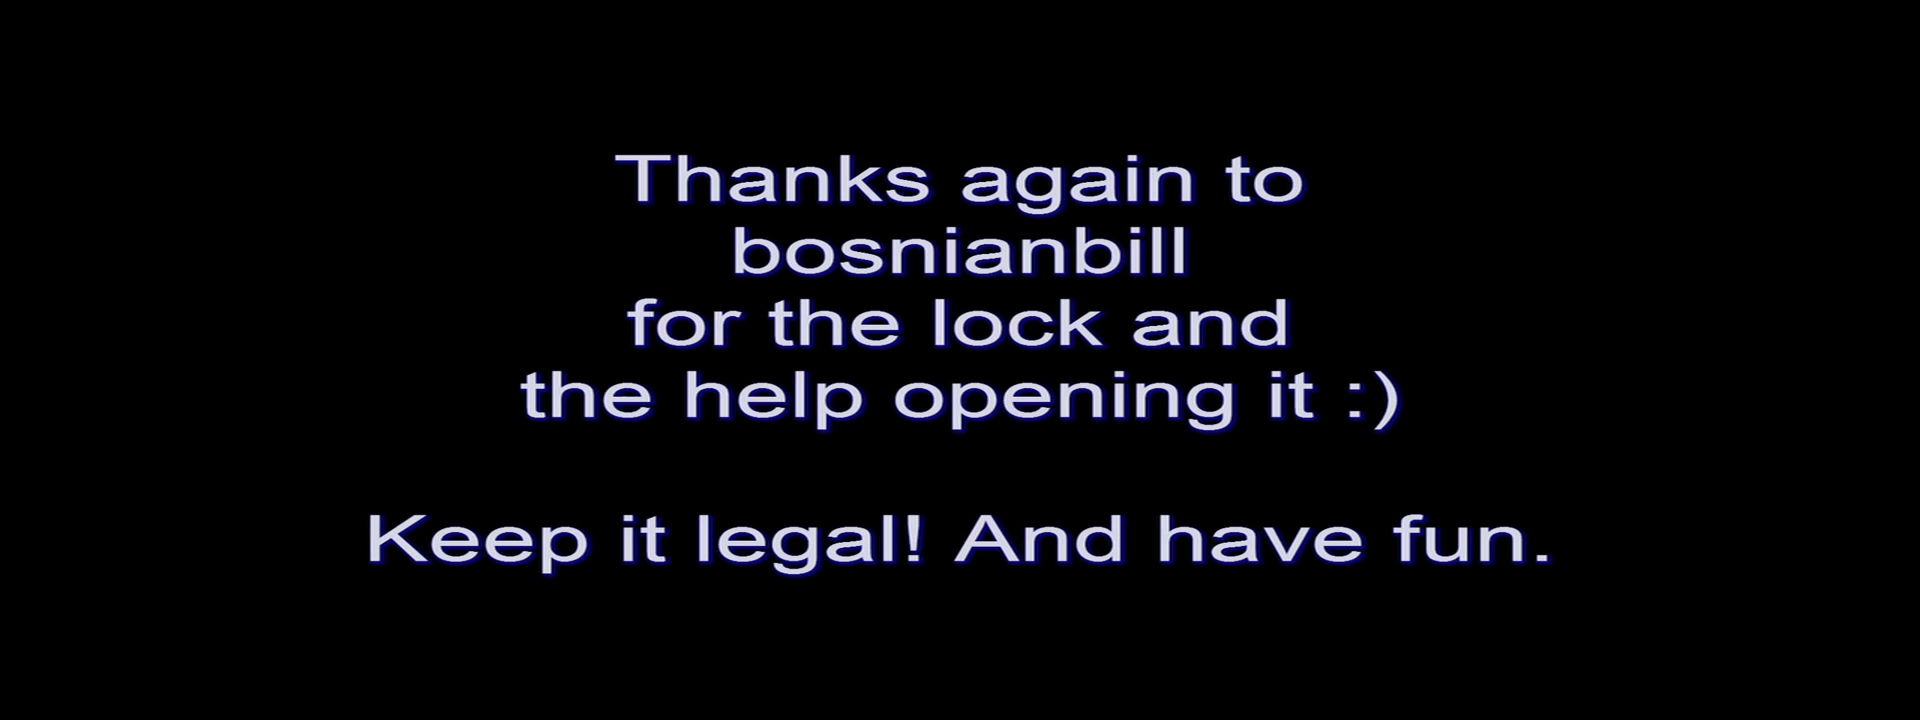 Thanks again to
bosnianbill
for the lock and
the help opening it :)
Keep it legal! And have fun.